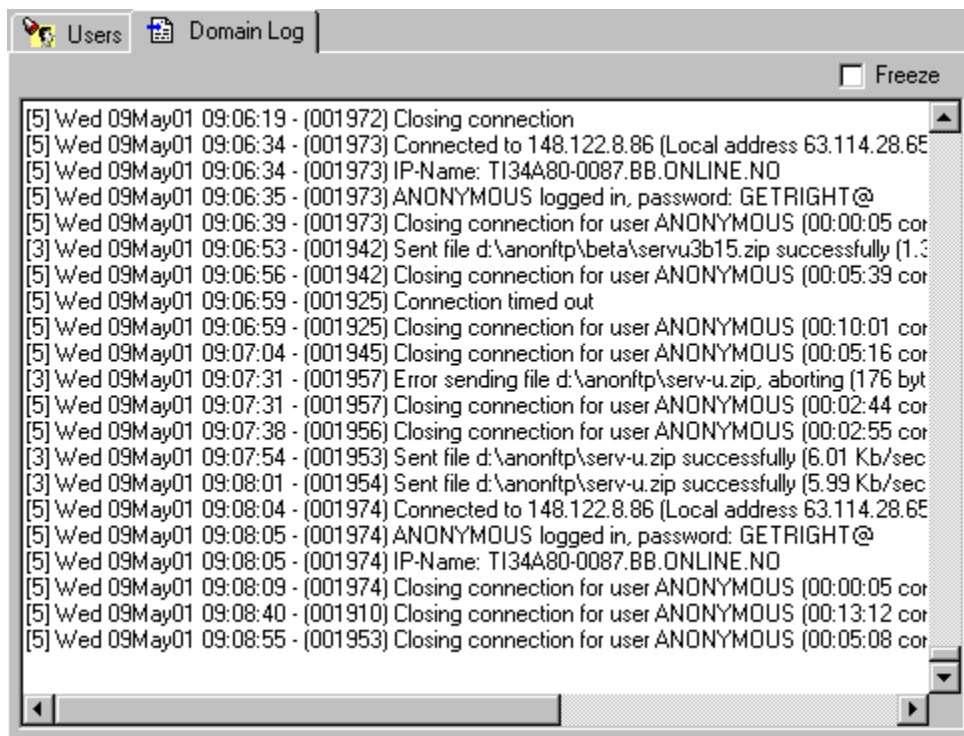 Users Domain Log
Freeze
[5] Wed 09May01 09:06:19 - (001972) Closing connection
[5] Wed 09May01 09:06:34 - (001973) Connected to 148.122.8.86 (Local address 63.114.28.65
[5] Wed 09May01 09:06:34 - (001973) IP-Name: TI34A80-0087.BB.ONLINE.NO
[5] Wed 09May01 09:06:35 - (001973) ANONYMOUS logged in, password: GETRIGHT@
[5] Wed 09May01 09:06:39 - (001973) Closing connection for user ANONYMOUS (00:00:05 con
[3] Wed 09May01 09:06:53 - (001942) Sent file d:\anonftp\beta\servu3b15.zip successfully (1.3
[5] Wed 09May01 09:06:56 - (001942) Closing connection for user ANONYMOUS (00:05:39 con
[5] Wed 09May01 09:06:59 - (001925) Connection timed out
[5] Wed 09May01 09:06:59 - (001925) Closing connection for user ANONYMOUS (00:10:01 con
[5] Wed 09May01 09:07:04 - (001945) Closing connection for user ANONYMOUS (00:05:16 con
[3] Wed 09May01 09:07:31 - (001957) Error sending file d:\anonftp\serv-u.zip, aborting (176 byt
[5] Wed 09May01 09:07:31 - (001957) Closing connection for user ANONYMOUS (00:02:44 con
[5] Wed 09May01 09:07:38 - (001956) Closing connection for user ANONYMOUS (00:02:55 con
[3] Wed 09May01 09:07:54 - (001953) Sent file d:\anonftp\serv-u.zip successfully (6.01 Kb/sec
[3] Wed 09May01 09:08:01 - (001954) Sent file d:\anonftp\serv-u.zip successfully (5.99 Kb/sec
[5] Wed 09May01 09:08:04 - (001974) Connected to 148.122.8.86 (Local address 63.114.28.65
[5] Wed 09May01 09:08:05 - (001974) ANONYMOUS logged in, password: GETRIGHT@
[5] Wed 09May01 09:08:05 - (001974) IP-Name: TI34A80-0087.BB.ONLINE.NO
[5] Wed 09May01 09:08:09 - (001974) Closing connection for user ANONYMOUS (00:00:05 con
[5] Wed 09May01 09:08:40 - (001910) Closing connection for user ANONYMOUS (00:13:12 con
[5] Wed 09May01 09:08:55 - (001953) Closing connection for user ANONYMOUS (00:05:08 con